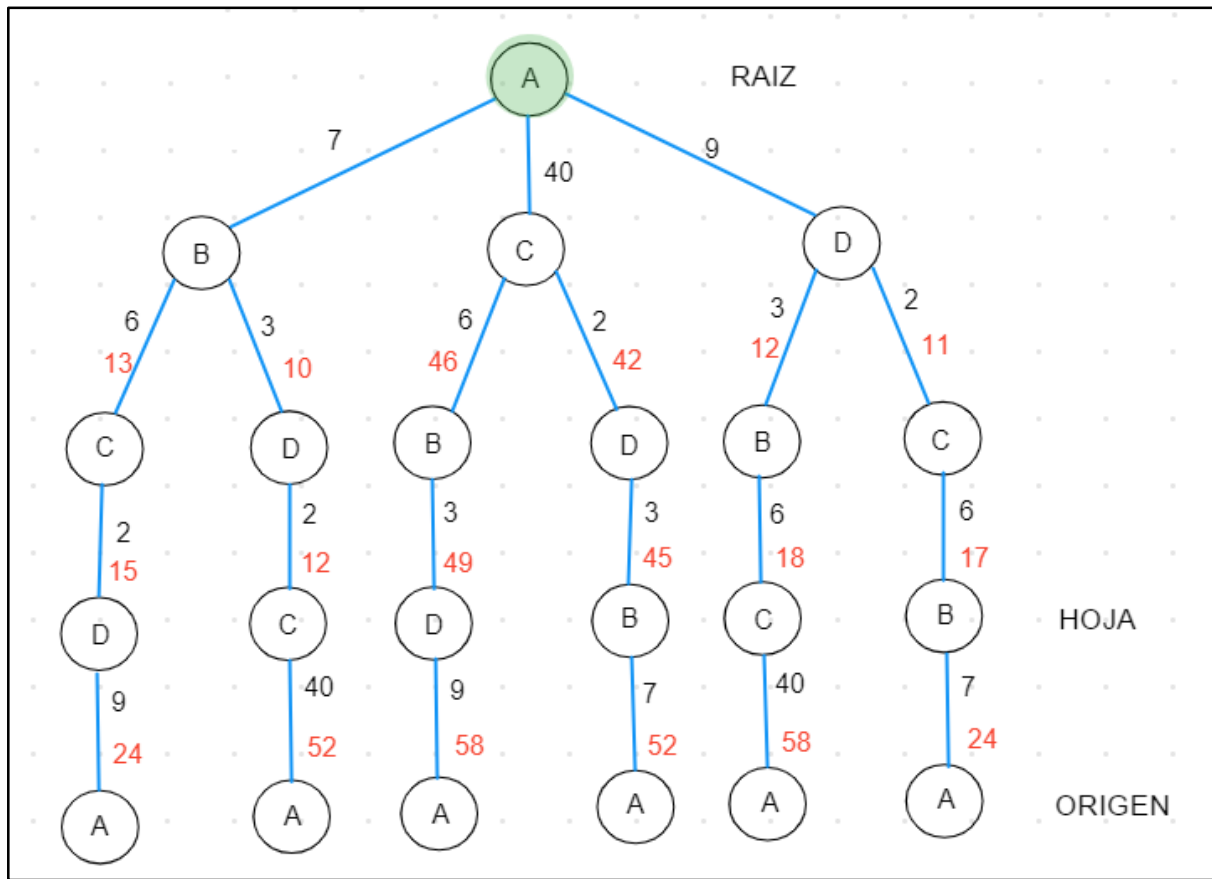 A RAIZ
7 40 9
B C D
6 3 6 2 3 2
13 10 46 42 12 11
C D B D B C
2 2 3 3 6 6
15 12 49 45 18 17
D C D B C B HOJA
9 40 9 7 40 7
24 52 58 52 58 24
A A A A A A ORIGEN